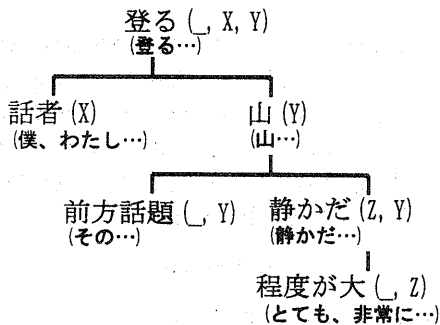 登る (_, X, Y)
(登る…)
話者 (X)
(僕、わたし…)
山 (Y)
(山…)
前方話題 (_, Y)
(その…)
静かだ (Z, Y)
(静かだ…)
程度が大 (_, Z)
(とても、非常に…)